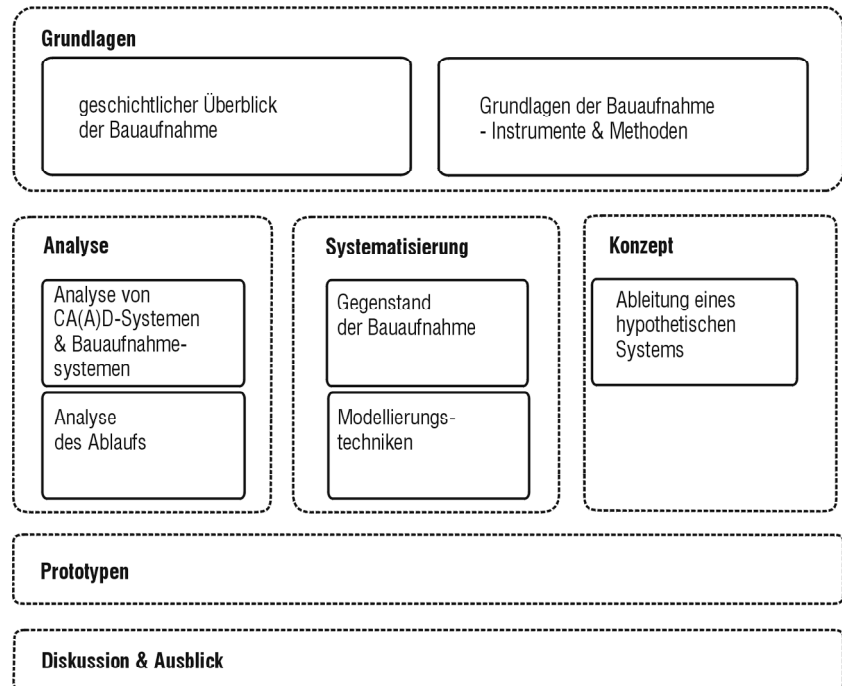 Grundlagen
geschichtlicher Überblick
der Bauaufnahme
Grundlagen der Bauaufnahme
- Instrumente & Methoden
Analyse
Analyse von
CA(A)D-Systemen
& Bauaufnahme-
systemen
Analyse
des Ablaufs
Systematisierung
Gegenstand
der Bauaufnahme
Modellierungs-
techniken
Konzept
Ableitung eines
hypothetischen
Systems
Prototypen
Diskussion & Ausblick